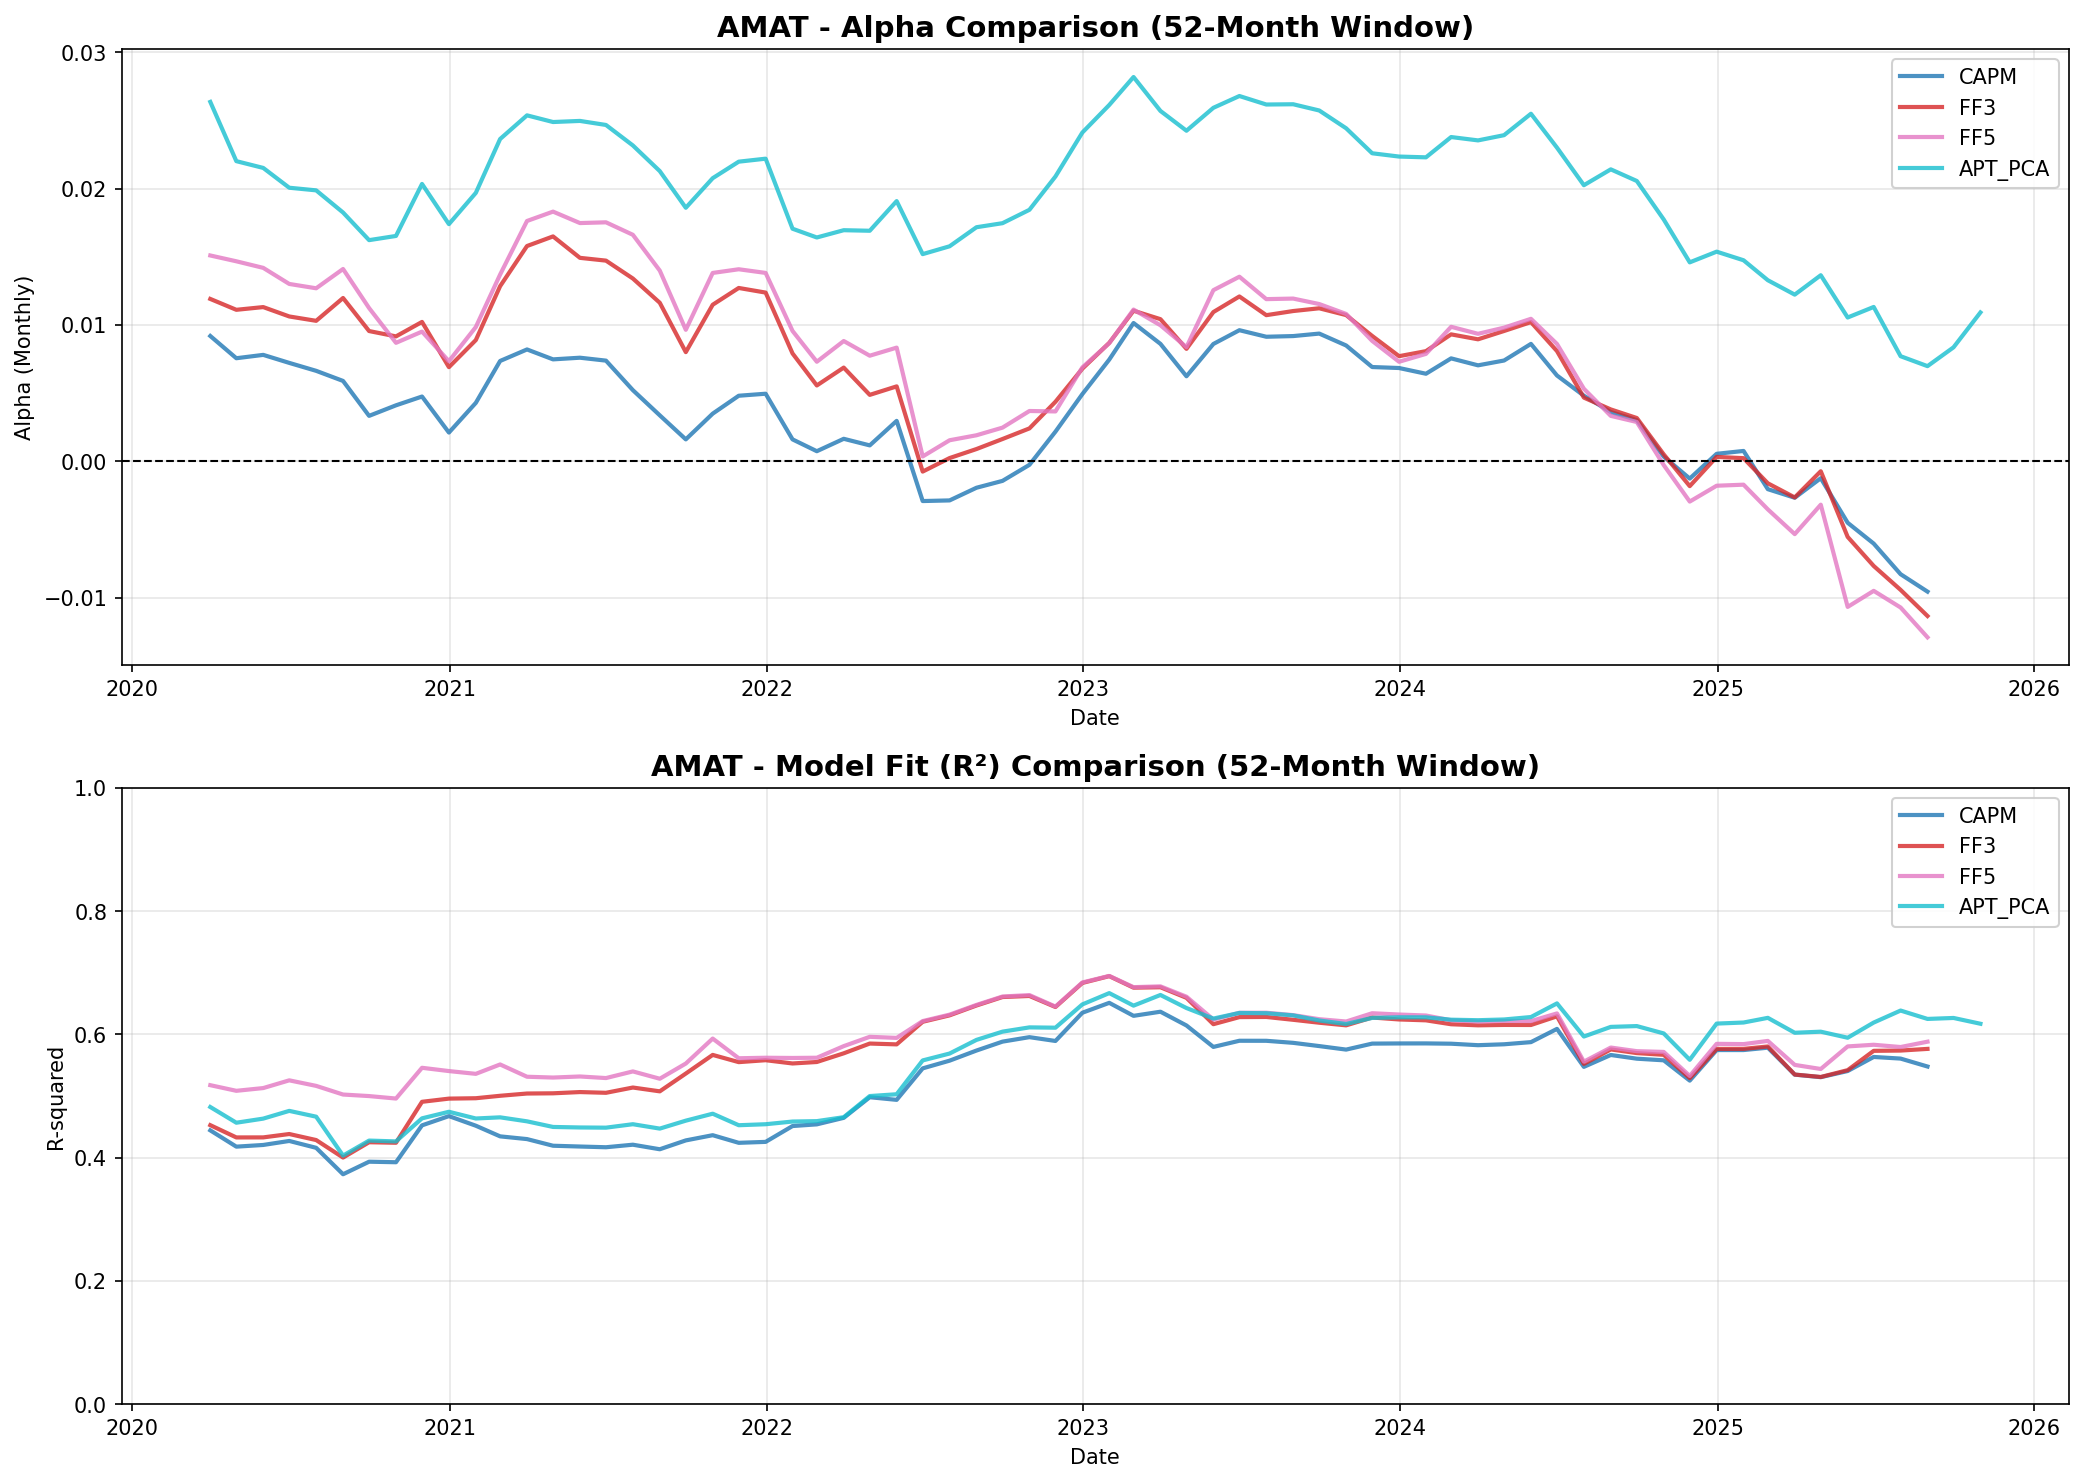 AMAT - Alpha Comparison (52-Month Window)
0.03
0.02
0.01
0.00
−0.01
Alpha (Monthly)
CAPM
FF3
FF5
APT_PCA
2020
2021
2022
2023
2024
2025
2026
Date
AMAT - Model Fit (R²) Comparison (52-Month Window)
1.0
0.8
0.6
0.4
0.2
0.0
R-squared
CAPM
FF3
FF5
APT_PCA
2020
2021
2022
2023
2024
2025
2026
Date